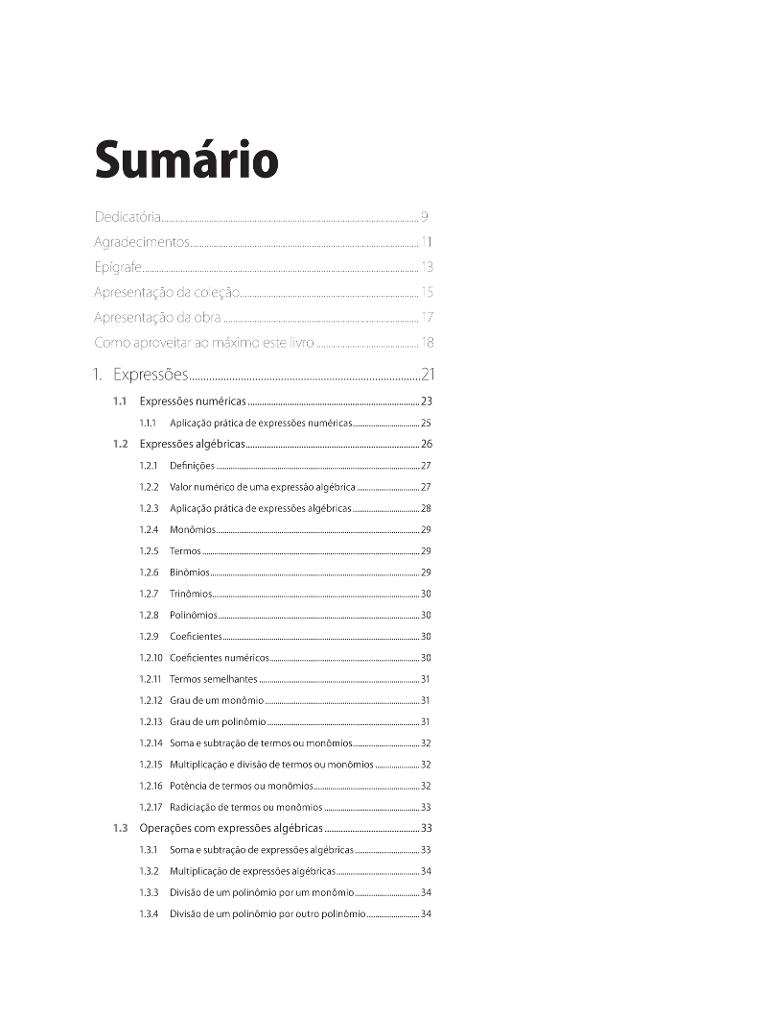 Sumário
Dedicatória 9
Agradecimentos 11
Epígrafe 13
Apresentação da coleção 15
Apresentação da obra 17
Como aproveitar ao máximo este livro 18
1. Expressões 21
1.1 Expressões numéricas 23
1.1.1 Aplicação prática de expressões numéricas 25
1.2 Expressões algébricas 26
1.2.1 Definições 27
1.2.2 Valor numérico de uma expressão algébrica 27
1.2.3 Aplicação prática de expressões algébricas 28
1.2.4 Monômios 29
1.2.5 Termos 29
1.2.6 Binômios 29
1.2.7 Trinômios 30
1.2.8 Polinômios 30
1.2.9 Coeficientes 30
1.2.10 Coeficientes numéricos 30
1.2.11 Termos semelhantes 31
1.2.12 Grau de um monômio 31
1.2.13 Grau de um polinômio 31
1.2.14 Soma e subtração de termos ou monômios 32
1.2.15 Multiplicação e divisão de termos ou monômios 32
1.2.16 Potência de termos ou monômios 32
1.2.17 Radiciação de termos ou monômios 33
1.3 Operações com expressões algébricas 33
1.3.1 Soma e subtração de expressões algébricas 33
1.3.2 Multiplicação de expressões algébricas 34
1.3.3 Divisão de um polinômio por um monômio 34
1.3.4 Divisão de um polinômio por outro polinômio 34